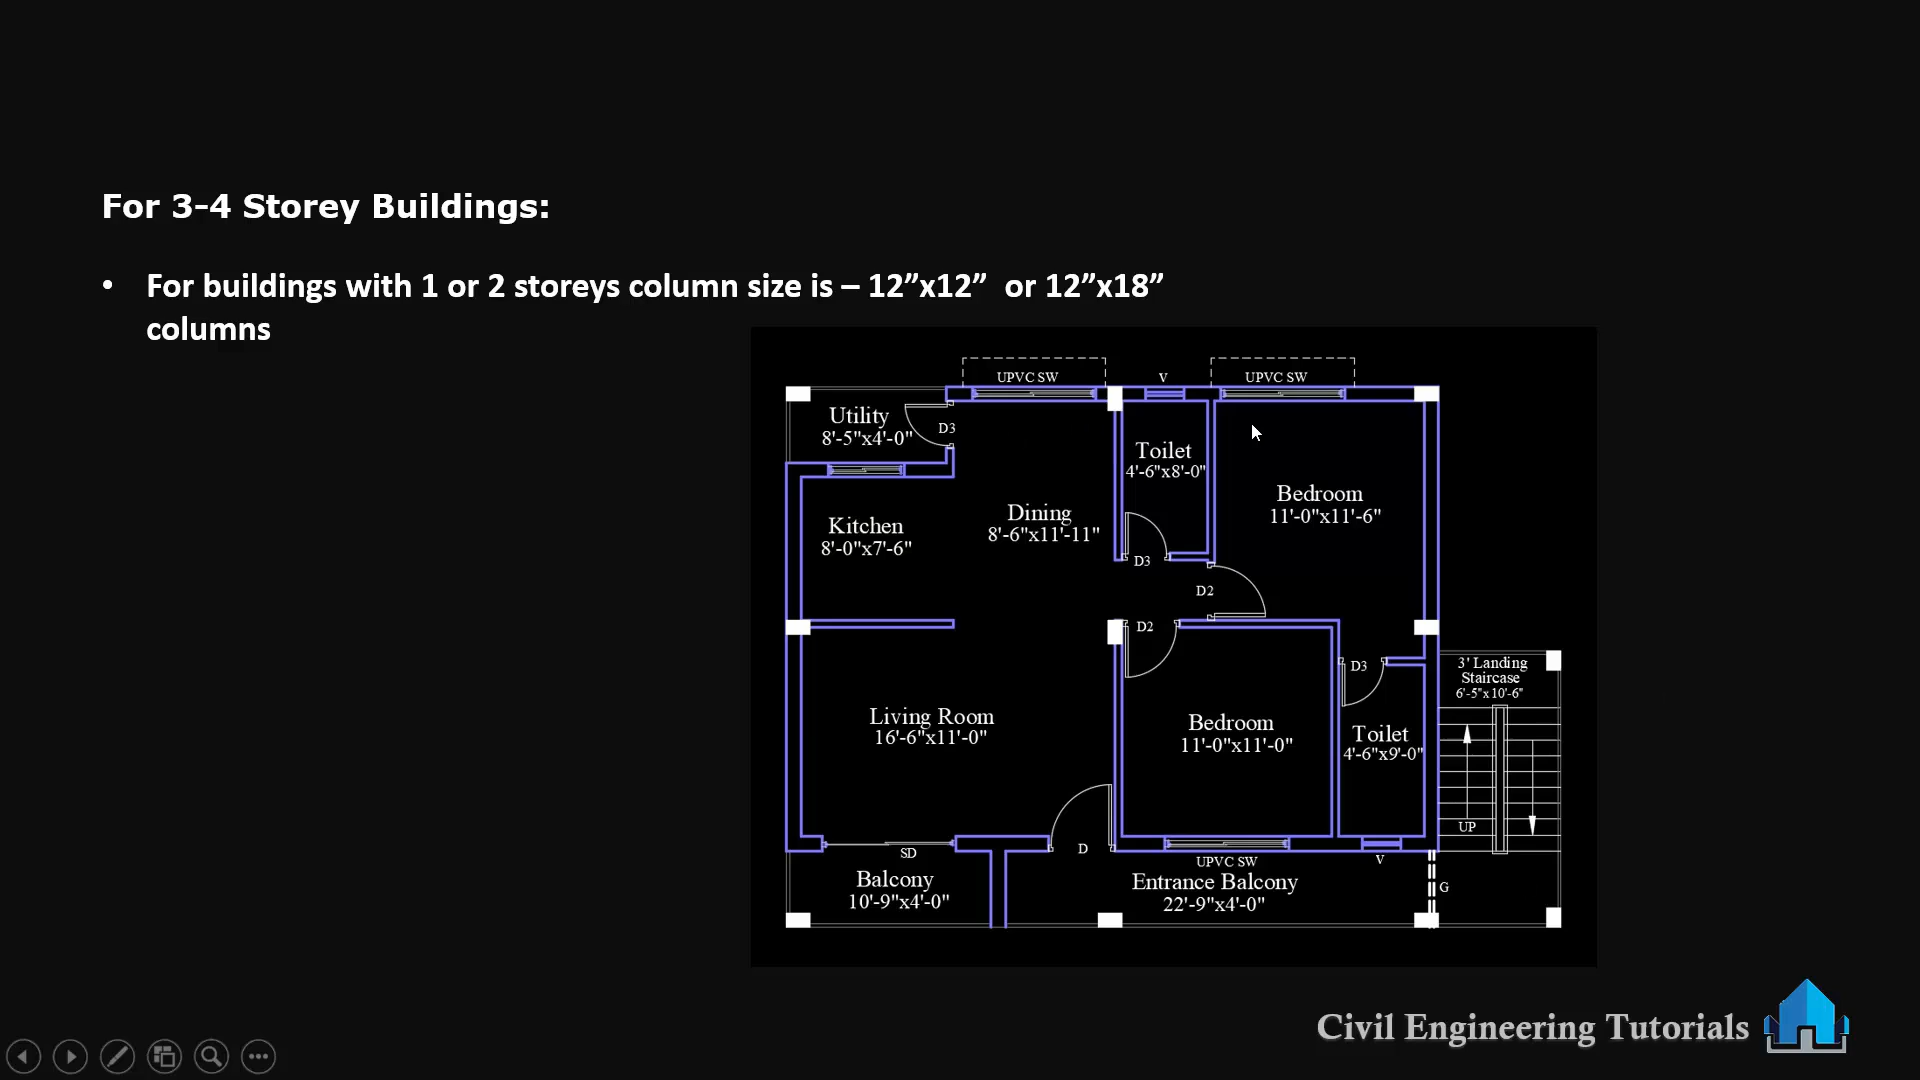 For 3-4 Storey Buildings:
• For buildings with 1 or 2 storeys column size is – 12”x12” or 12”x18”
columns
UPVC SW
V
UPVC SW
Utility
8'-5"x4'-0"
D3
Toilet
4'-6"x8'-0"
Bedroom
11'-0"x11'-6"
Dining
8'-6"x11'-11"
Kitchen
8'-0"x7'-6"
D3
D2
D2
D3
3' Landing
Staircase
6'-5"x10'-6"
Living Room
16'-6"x11'-0"
Bedroom
11'-0"x11'-0"
Toilet
4'-6"x9'-0"
UP
SD
D
UPVC SW
V
Balcony
10'-9"x4'-0"
Entrance Balcony
22'-9"x4'-0"
G
Civil Engineering Tutorials